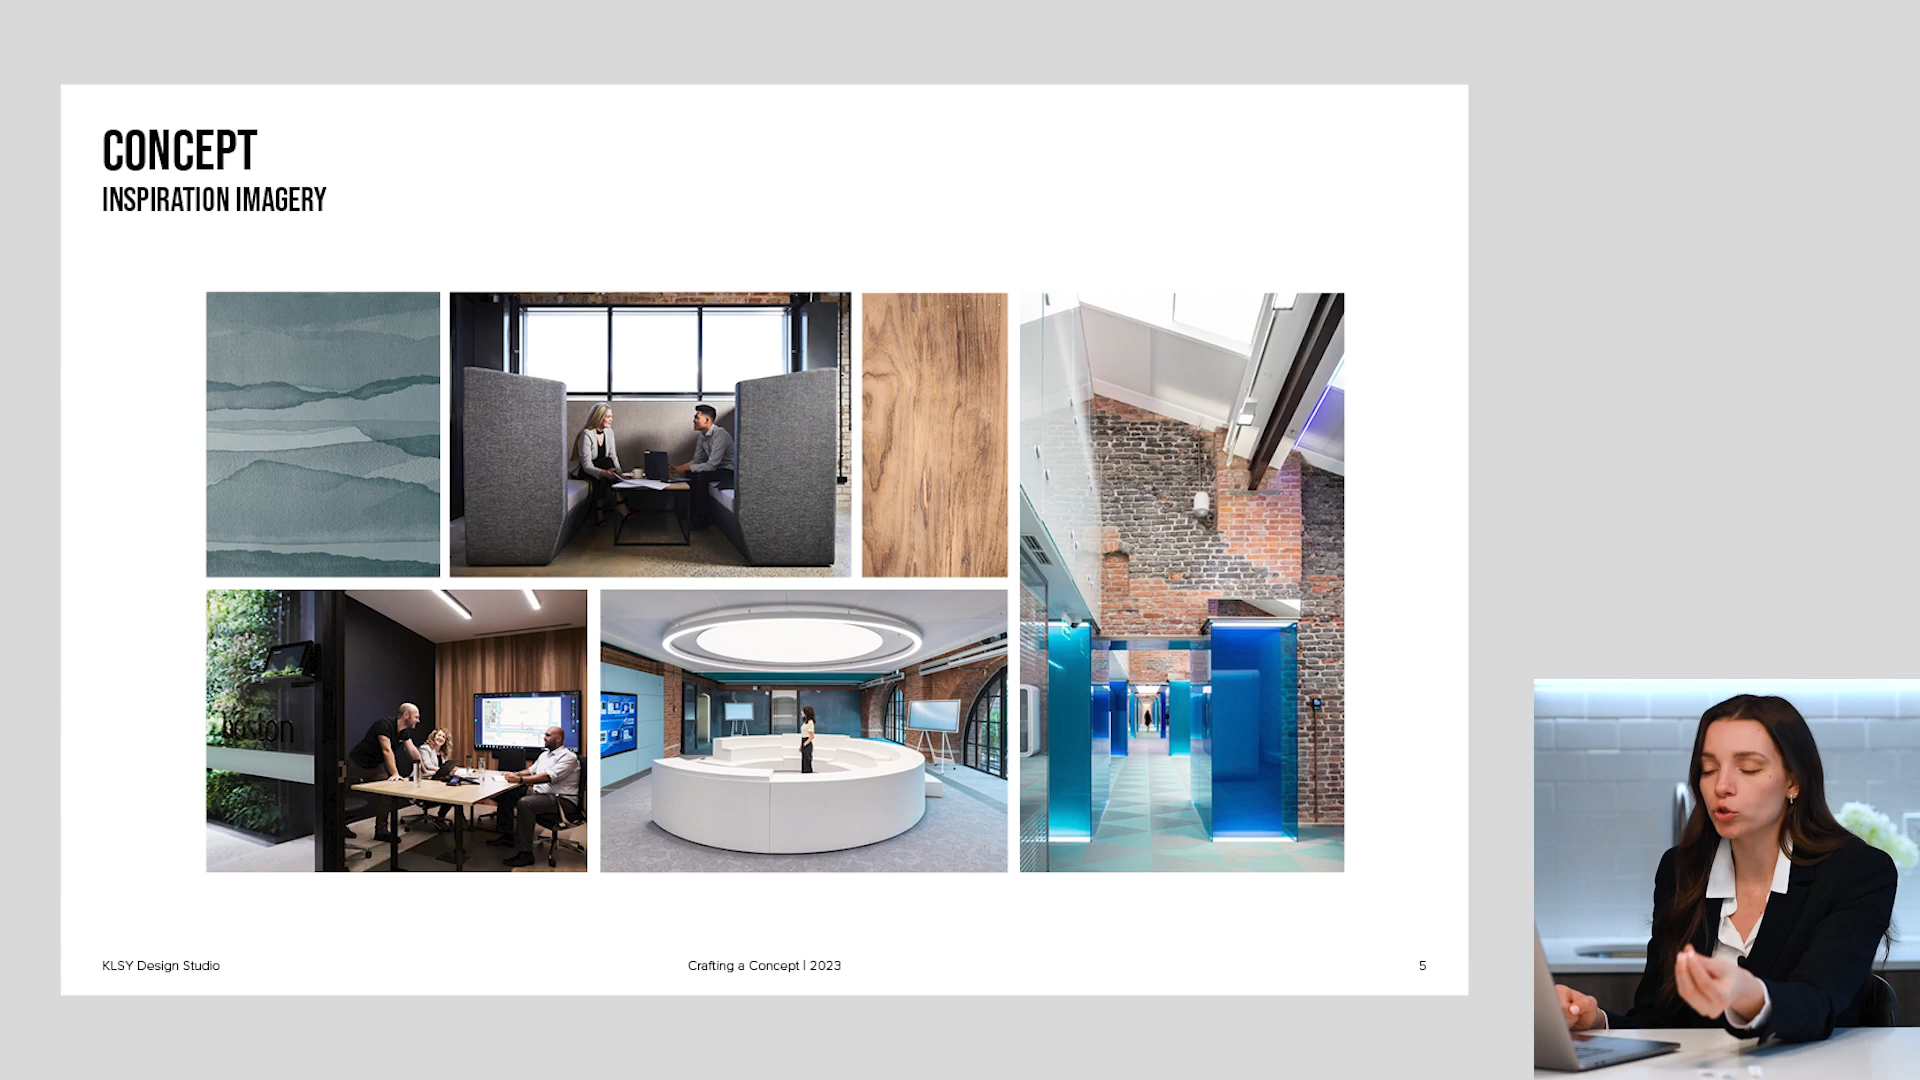 CONCEPT
INSPIRATION IMAGERY
KLSY Design Studio
Crafting a Concept | 2023
5